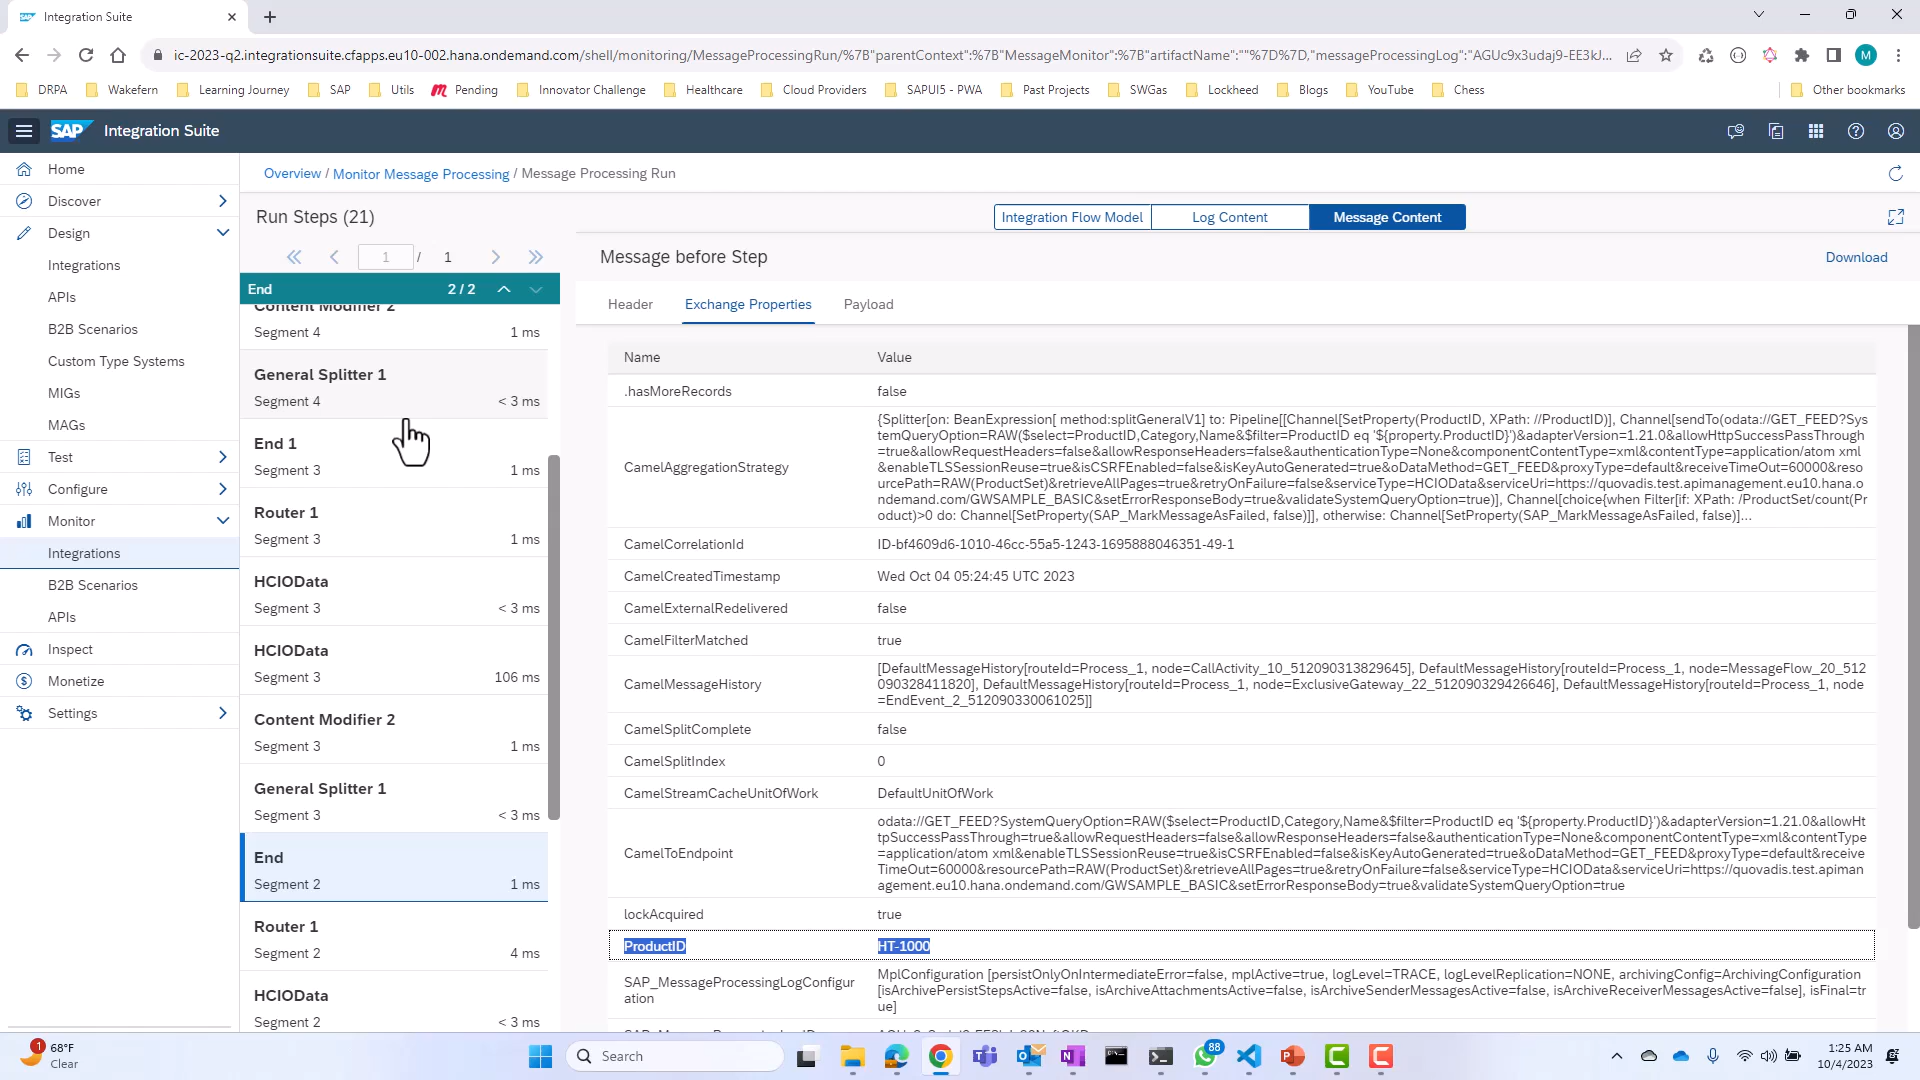 Integration Suite
ic-2023-q2.integrationsuite.cfapps.eu10-002.hana.ondemand.com/shell/monitoring/MessageProcessingRun/%7B"parentContext":%7B"MessageMonitor":%7B"artifactName":""%7D%7D,"messageProcessingLog":"AGUc9x3udaj9-EE3kJ...
M
DRPA Wakefern Learning Journey SAP Utils Pending Innovator Challenge Healthcare Cloud Providers SAPUI5 - PWA Past Projects SWGas Lockheed Blogs YouTube Chess Other bookmarks
SAP Integration Suite
Home
Discover
Design
Integrations
APIs
B2B Scenarios
Custom Type Systems
MIGs
MAGs
Test
Configure
Monitor
Integrations
B2B Scenarios
APIs
Inspect
Monetize
Settings
Overview / Monitor Message Processing / Message Processing Run
Run Steps (21)
1 / 1
End 2 / 2
Content Modifier 2
Segment 4 1 ms
General Splitter 1
Segment 4 < 3 ms
End 1
Segment 3 1 ms
Router 1
Segment 3 1 ms
HCIOData
Segment 3 < 3 ms
HCIOData
Segment 3 106 ms
Content Modifier 2
Segment 3 1 ms
General Splitter 1
Segment 3 < 3 ms
End
Segment 2 1 ms
Router 1
Segment 2 4 ms
HCIOData
Segment 2 < 3 ms
Integration Flow Model Log Content Message Content
Message before Step Download
Header Exchange Properties Payload
Name Value
.hasMoreRecords false
CamelAggregationStrategy
{Splitter[on: BeanExpression[ method:splitGeneralV1] to: Pipeline[[Channel[SetProperty(ProductID, XPath: //ProductID)], Channel[sendTo(odata://GET_FEED?Sy
temQueryOption=RAW($select=ProductID,Category,Name&$filter=ProductID eq '${property.ProductID}')&adapterVersion=1.21.0&allowHttpSuccessPassThrough
=true&allowRequestHeaders=false&allowResponseHeaders=false&authenticationType=None&componentContentType=xml&contentType=application/atom xml
&enableTLSSessionReuse=true&isCSRFEnabled=false&isKeyAutoGenerated=true&oDataMethod=GET_FEED&proxyType=default&receiveTimeOut=60000&reso
urcePath=RAW(ProductSet)&retrieveAllPages=true&retryOnFailure=false&serviceType=HCIOData&serviceUri=https://quovadis.test.apimanagement.eu10.hana.o
ndemand.com/GWSAMPLE_BASIC&setErrorResponseBody=true&validateSystemQueryOption=true)], Channel[choice{when Filter[if: XPath: /ProductSet/count(Pr
oduct)>0 do: Channel[SetProperty(SAP_MarkMessageAsFailed, false)]], otherwise: Channel[SetProperty(SAP_MarkMessageAsFailed, false)]...
CamelCorrelationId ID-bf4609d6-1010-46cc-55a5-1243-1695888046351-49-1
CamelCreatedTimestamp Wed Oct 04 05:24:45 UTC 2023
CamelExternalRedelivered false
CamelFilterMatched true
CamelMessageHistory
[DefaultMessageHistory[routeId=Process_1, node=CallActivity_10_512090313829645], DefaultMessageHistory[routeId=Process_1, node=MessageFlow_20_512
090328411820], DefaultMessageHistory[routeId=Process_1, node=ExclusiveGateway_22_512090329426646], DefaultMessageHistory[routeId=Process_1, node
=EndEvent_2_512090330061025]]
CamelSplitComplete false
CamelSplitIndex 0
CamelStreamCacheUnitOfWork DefaultUnitOfWork
CamelToEndpoint
odata://GET_FEED?SystemQueryOption=RAW($select=ProductID,Category,Name&$filter=ProductID eq '${property.ProductID}')&adapterVersion=1.21.0&allowHt
tpSuccessPassThrough=true&allowRequestHeaders=false&allowResponseHeaders=false&authenticationType=None&componentContentType=xml&contentType
=application/atom xml&enableTLSSessionReuse=true&isCSRFEnabled=false&isKeyAutoGenerated=true&oDataMethod=GET_FEED&proxyType=default&receive
TimeOut=60000&resourcePath=RAW(ProductSet)&retrieveAllPages=true&retryOnFailure=false&serviceType=HCIOData&serviceUri=https://quovadis.test.apiman
agement.eu10.hana.ondemand.com/GWSAMPLE_BASIC&setErrorResponseBody=true&validateSystemQueryOption=true
lockAcquired true
ProductID HT-1000
SAP_MessageProcessingLogConfigur
ation
MplConfiguration [persistOnlyOnIntermediateError=false, mplActive=true, logLevel=TRACE, logLevelReplication=NONE, archivingConfig=ArchivingConfiguration
[isArchivePersistStepsActive=false, isArchiveAttachmentsActive=false, isArchiveSenderMessagesActive=false, isArchiveReceiverMessagesActive=false], isFinal=tr
ue]
1
68°F
Clear
Search
88
1:25 AM
10/4/2023